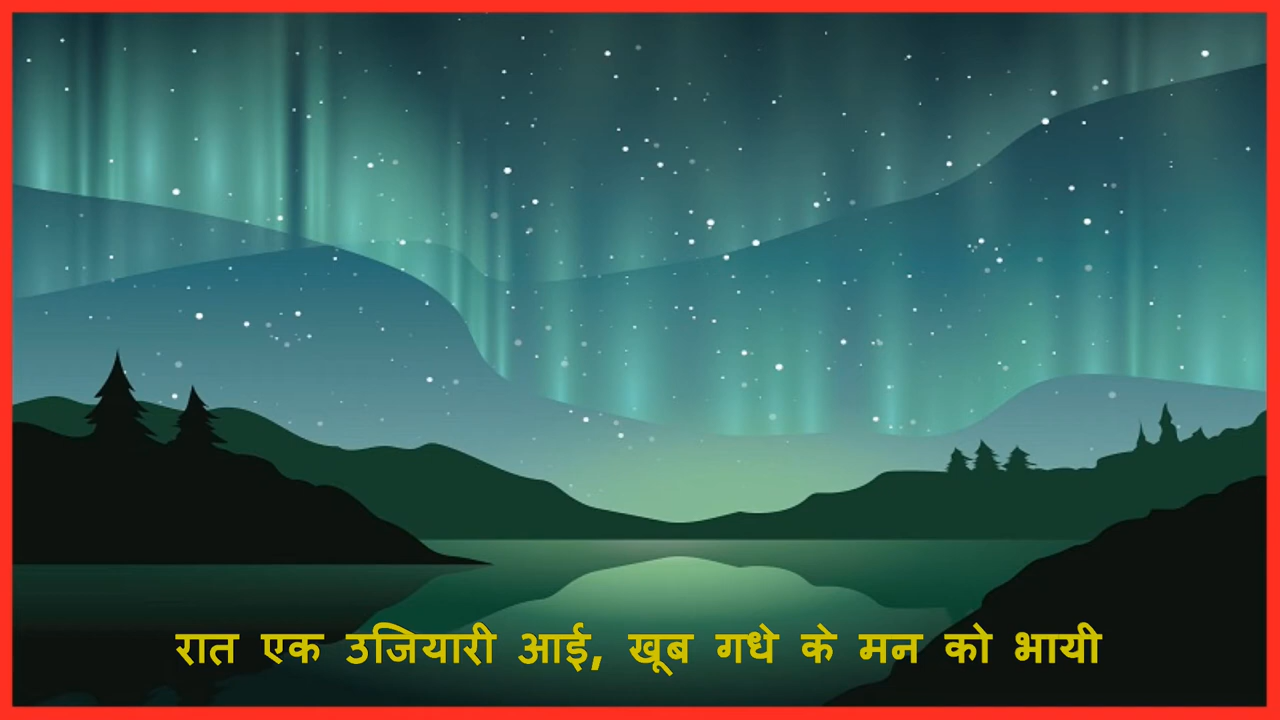 रात एक उजियारी आई, खूब गधे के मन को भायी